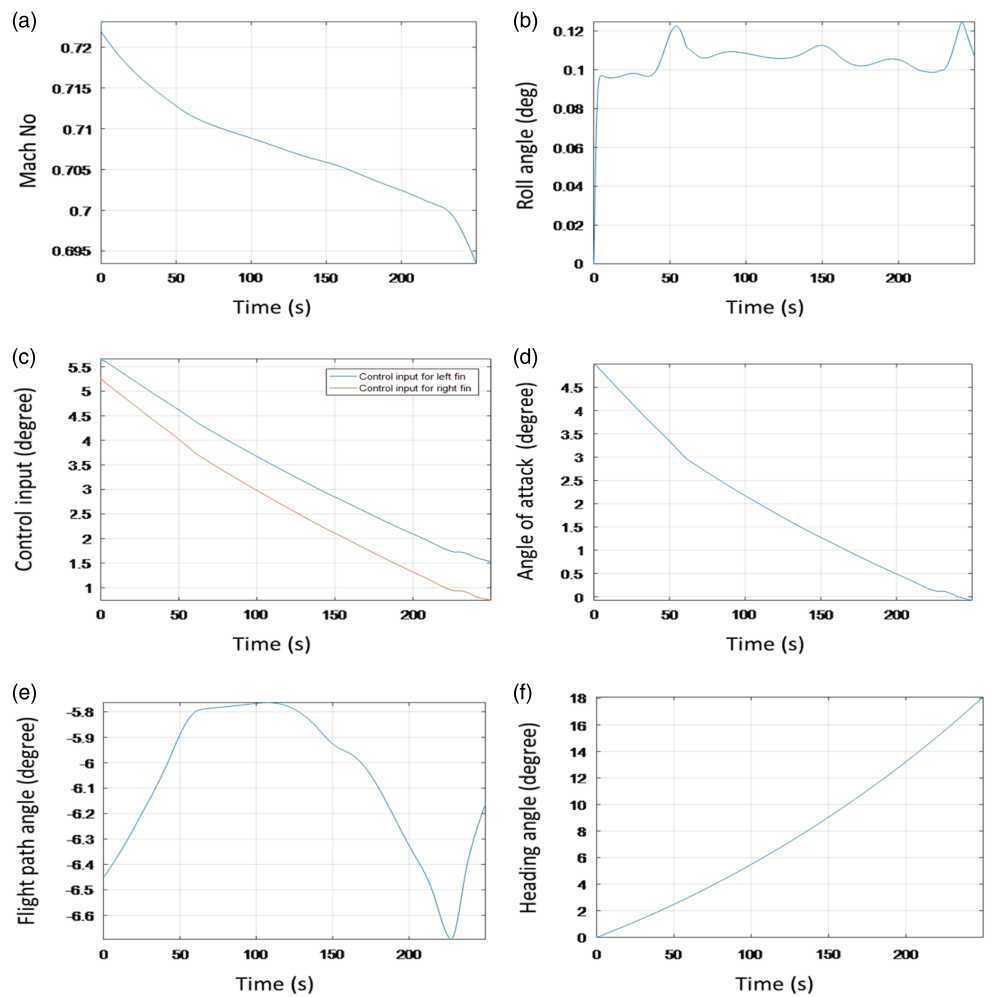 (a)
Mach No
0.72
0.715
0.71
0.705
0.7
0.695
0 50 100 150 200
Time (s)
(b)
Roll angle (deg)
0.12
0.1
0.08
0.06
0.04
0.02
0
0 50 100 150 200
Time (s)
(c)
Control input (degree)
5.5
5
4.5
4
3.5
3
2.5
2
1.5
1
Control input for left fin
Control input for right fin
0 50 100 150 200
Time (s)
(d)
Angle of attack (degree)
4.5
4
3.5
3
2.5
2
1.5
1
0.5
0
0 50 100 150 200
Time (s)
(e)
Flight path angle (degree)
-5.8
-5.9
-6
-6.2
-6.3
-6.4
-6.6
0 50 100 150 200
Time (s)
(f)
Heading angle (degree)
18
16
14
12
10
8
6
4
2
0
0 50 100 150 200
Time (s)